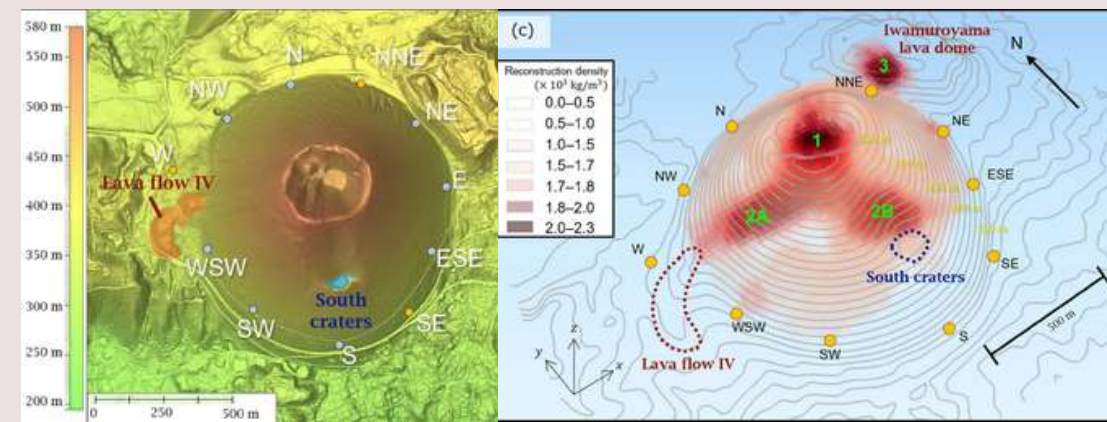 580 m
550 m
500 m
450 m
400 m
350 m
300 m
250 m
200 m
N
NNE
NW
NE
W
Lava flow IV
E
WSW
ESE
South
craters
SW
SE
S
0 250 500 m
(c)
Reconstruction density
(× 10³ kg/m³)
0.0–0.5
0.5–1.0
1.0–1.5
1.5–1.7
1.7–1.8
1.8–2.0
2.0–2.3
Iwamuroyama
lava dome
N
3
NNE
N
NE
1
NW
ESE
2A
2B
W
South craters
SE
WSW
S
SW
500 m
z
y
x
Lava flow IV